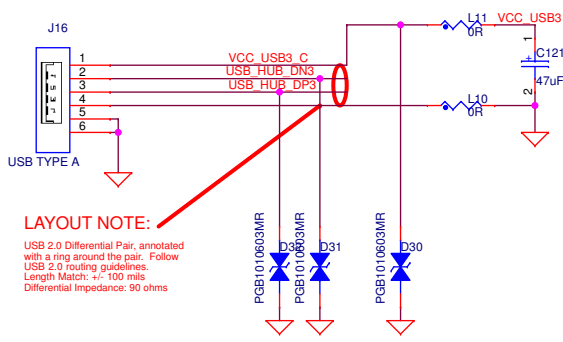 J16
L11
VCC_USB3
0R
1
VCC_USB3_C
1
2
USB_HUB_DN3
C121
3
USB_HUB_DP3
47uF
4
L10
2
5
0R
6
USB TYPE A
LAYOUT NOTE:
USB 2.0 Differential Pair, annotated
with a ring around the pair. Follow
USB 2.0 routing guidelines.
Length Match: +/- 100 mils
Differential Impedance: 90 ohms
D31
D30
PGB1010603MR
PGB1010603MR
PGB1010603MR